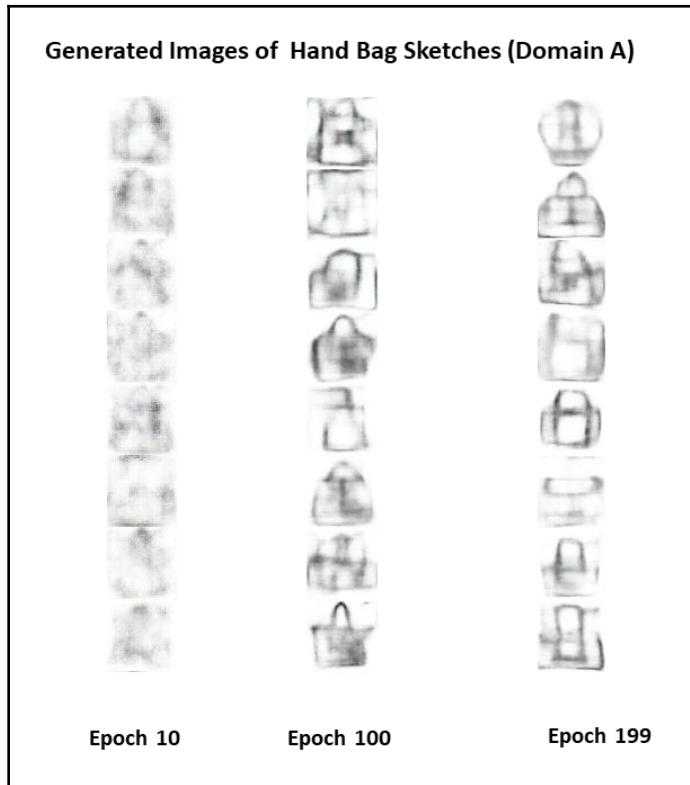 Generated Images of Hand Bag Sketches (Domain A)
Epoch 10
Epoch 100
Epoch 199